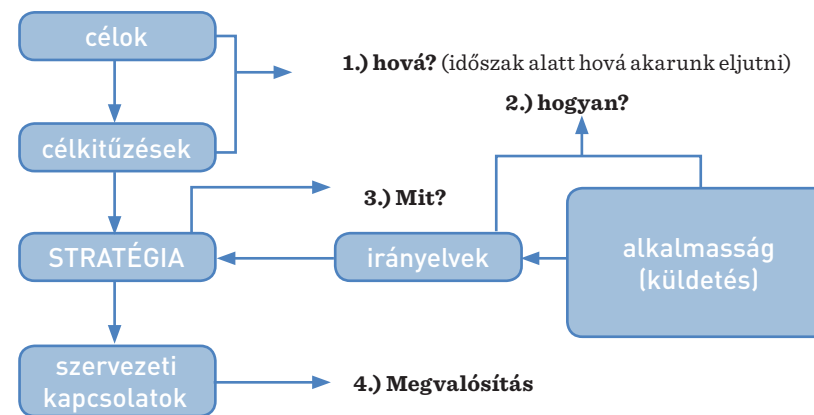 célok
1.) hová? (időszak alatt hová akarunk eljutni)
2.) hogyan?
célkitűzések
3.) Mit?
STRATÉGIA
irányelvek
alkalmasság
(küldetés)
szervezeti
kapcsolatok
4.) Megvalósítás